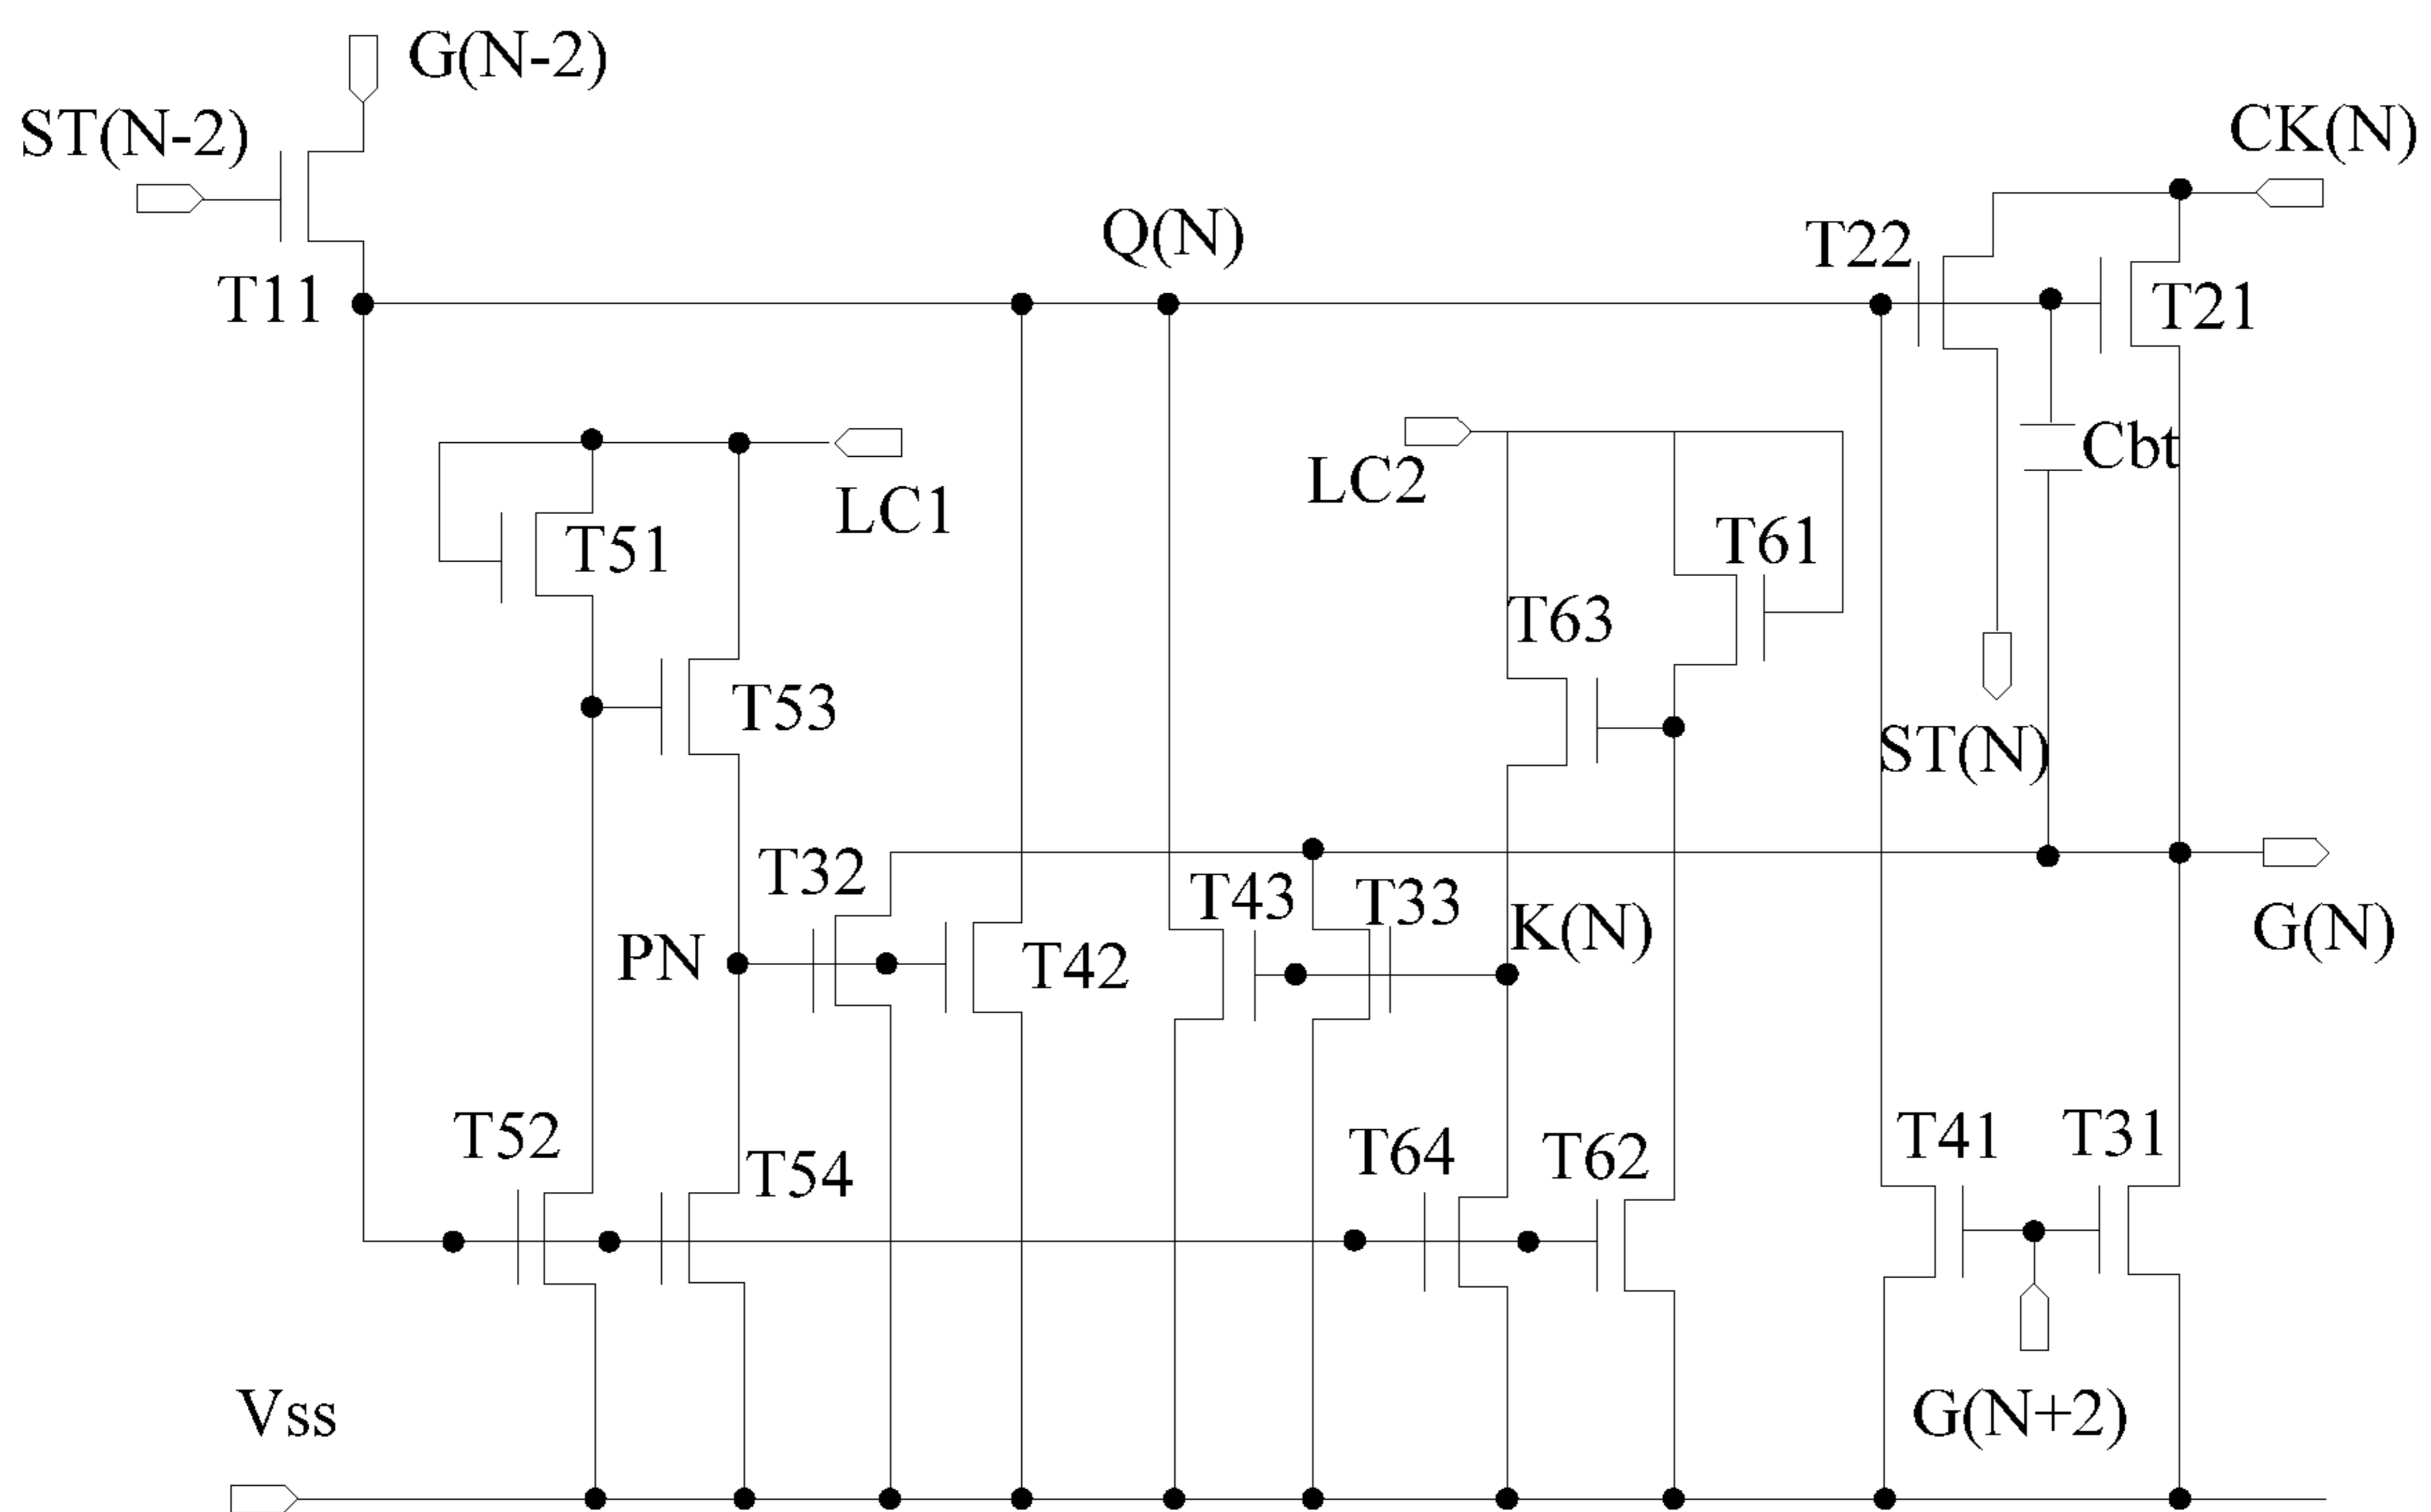 G(N-2)
ST(N-2)
CK(N)
Q(N)
T22
T11
T21
Cbt
LC2
LC1
T51
T61
T63
T53
ST(N)
T32
T43
T33
K(N)
G(N)
PN
T42
T52
T41
T31
T64
T62
T54
Vss
G(N+2)